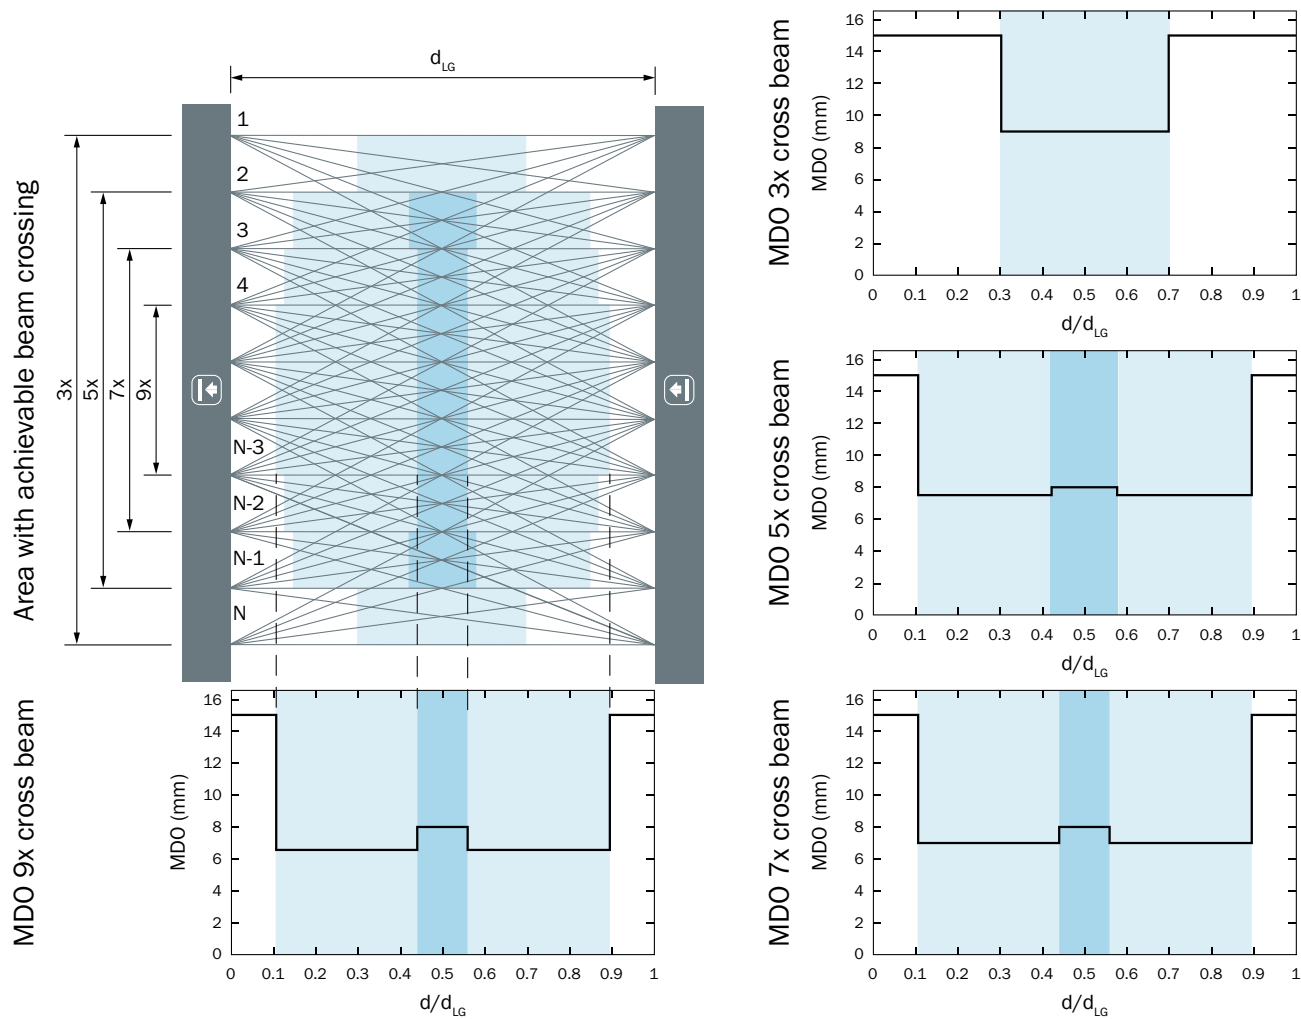 Area with achievable beam crossing
3x
5x
7x
9x
d_LG
1
2
3
4
N-3
N-2
N-1
N
MDO 3x cross beam
MDO (mm)
16
14
12
10
8
6
4
2
0
0 0.1 0.2 0.3 0.4 0.5 0.6 0.7 0.8 0.9 1
d/d_LG
MDO 5x cross beam
MDO (mm)
16
14
12
10
8
6
4
2
0
0 0.1 0.2 0.3 0.4 0.5 0.6 0.7 0.8 0.9 1
d/d_LG
MDO 9x cross beam
MDO (mm)
16
14
12
10
8
6
4
2
0
0 0.1 0.2 0.3 0.4 0.5 0.6 0.7 0.8 0.9 1
d/d_LG
MDO 7x cross beam
MDO (mm)
16
14
12
10
8
6
4
2
0
0 0.1 0.2 0.3 0.4 0.5 0.6 0.7 0.8 0.9 1
d/d_LG